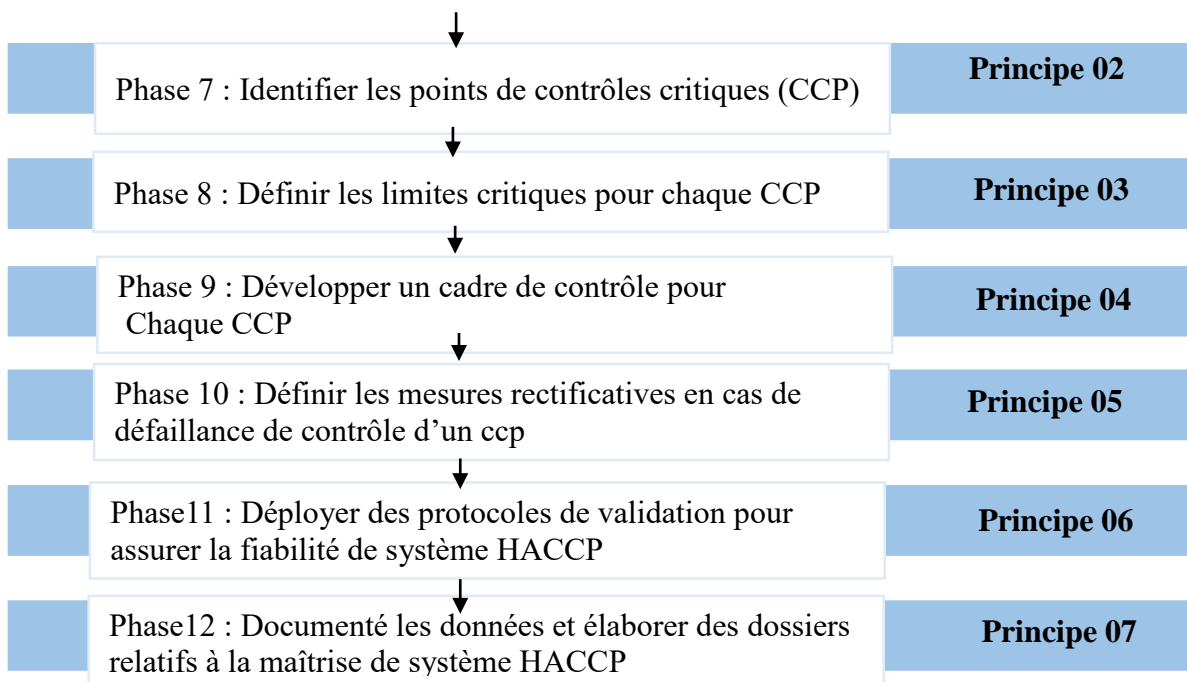 Phase 7 : Identifier les points de contrôles critiques (CCP)
Principe 02
Phase 8 : Définir les limites critiques pour chaque CCP
Principe 03
Phase 9 : Développer un cadre de contrôle pour
Chaque CCP
Principe 04
Phase 10 : Définir les mesures rectificatives en cas de
défaillance de contrôle d’un ccp
Principe 05
Phase11 : Déployer des protocoles de validation pour
assurer la fiabilité de système HACCP
Principe 06
Phase12 : Documenté les données et élaborer des dossiers
relatifs à la maîtrise de système HACCP
Principe 07